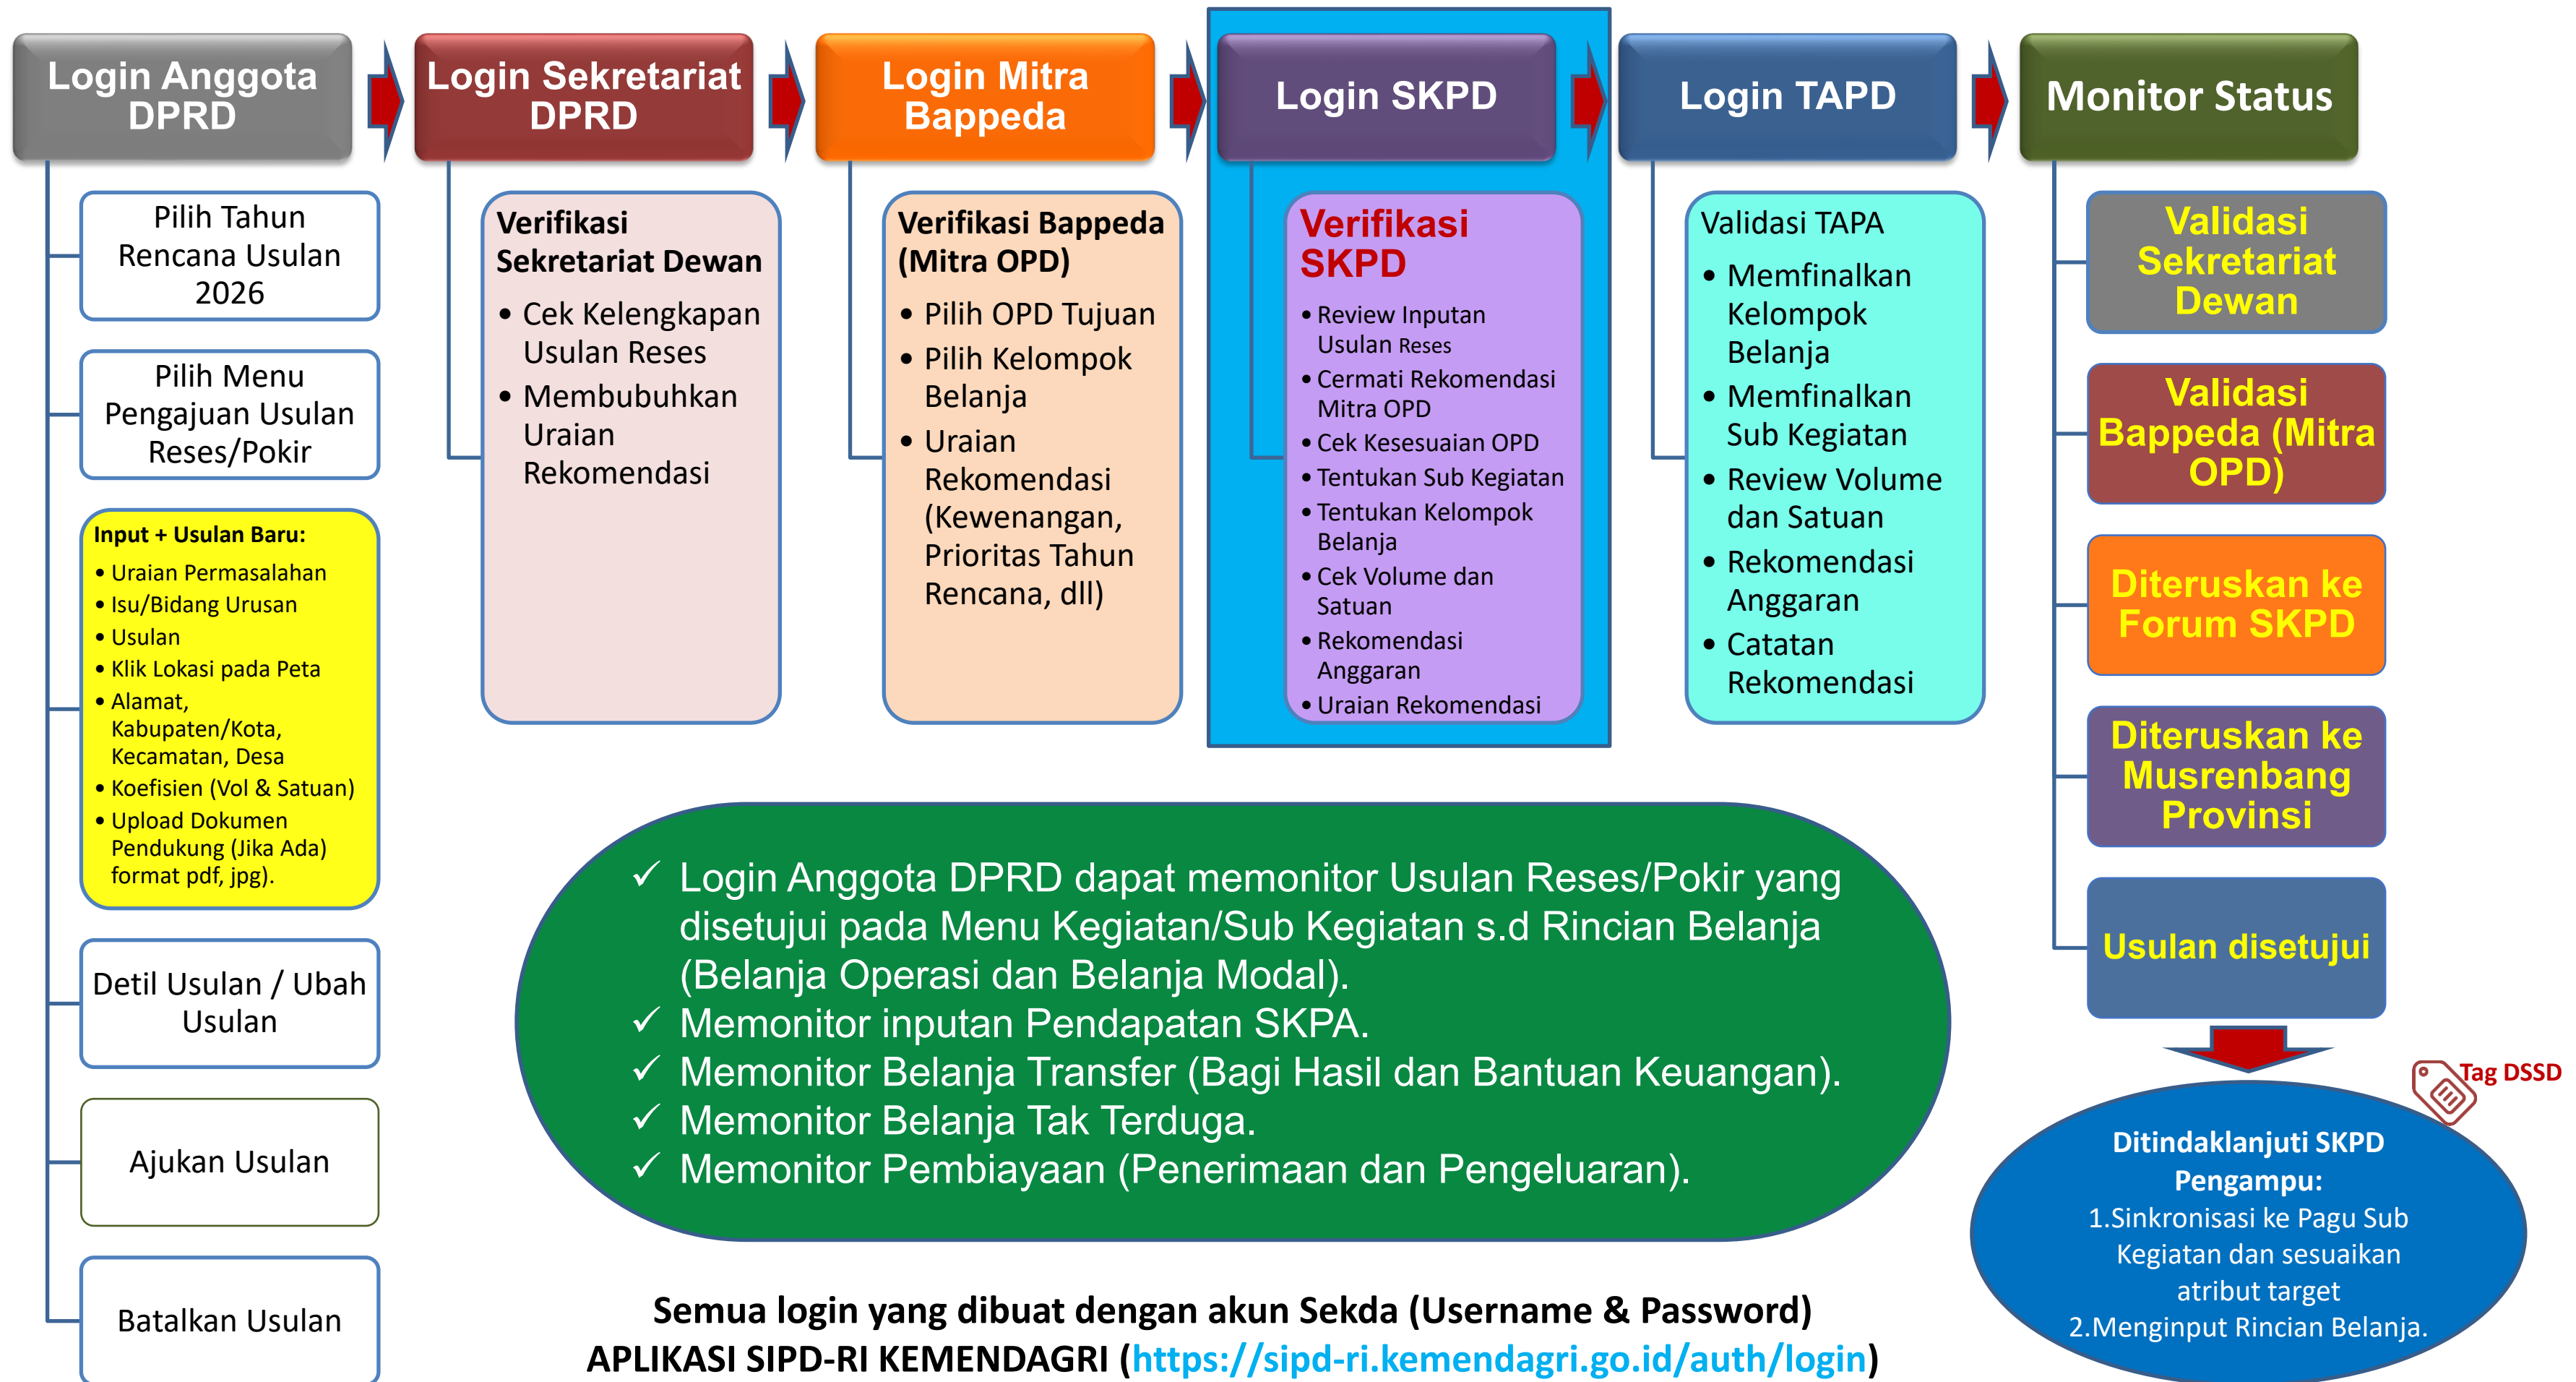 Login Anggota
DPRD
Pilih Tahun
Rencana Usulan
2026
Pilih Menu
Pengajuan Usulan
Reses/Pokir
Input + Usulan Baru:
• Uraian Permasalahan
• Isu/Bidang Urusan
• Usulan
• Klik Lokasi pada Peta
• Alamat,
Kabupaten/Kota,
Kecamatan, Desa
• Koefisien (Vol & Satuan)
• Upload Dokumen
Pendukung (Jika Ada)
format pdf, jpg).
Detil Usulan / Ubah
Usulan
Ajukan Usulan
Batalkan Usulan
Login Sekretariat
DPRD
Verifikasi
Sekretariat Dewan
• Cek Kelengkapan
Usulan Reses
• Membubuhkan
Uraian
Rekomendasi
Login Mitra
Bappeda
Verifikasi Bappeda
(Mitra OPD)
• Pilih OPD Tujuan
• Pilih Kelompok
Belanja
• Uraian
Rekomendasi
(Kewenangan,
Prioritas Tahun
Rencana, dll)
Login SKPD
Verifikasi
SKPD
• Review Inputan
Usulan Reses
• Cermati Rekomendasi
Mitra OPD
• Cek Kesesuaian OPD
• Tentukan Sub Kegiatan
• Tentukan Kelompok
Belanja
• Cek Volume dan
Satuan
• Rekomendasi
Anggaran
• Uraian Rekomendasi
Login TAPD
Validasi TAPA
• Memfinalkan
Kelompok
Belanja
• Memfinalkan
Sub Kegiatan
• Review Volume
dan Satuan
• Rekomendasi
Anggaran
• Catatan
Rekomendasi
Monitor Status
Validasi
Sekretariat
Dewan
Validasi
Bappeda (Mitra
OPD)
Diteruskan ke
Forum SKPD
Diteruskan ke
Musrenbang
Provinsi
Usulan disetujui
Tag DSSD
Ditindaklanjuti SKPD
Pengampu:
1.Sinkronisasi ke Pagu Sub
Kegiatan dan sesuaikan
atribut target
2.Menginput Rincian Belanja.
✓ Login Anggota DPRD dapat memonitor Usulan Reses/Pokir yang
disetujui pada Menu Kegiatan/Sub Kegiatan s.d Rincian Belanja
(Belanja Operasi dan Belanja Modal).
✓ Memonitor inputan Pendapatan SKPA.
✓ Memonitor Belanja Transfer (Bagi Hasil dan Bantuan Keuangan).
✓ Memonitor Belanja Tak Terduga.
✓ Memonitor Pembiayaan (Penerimaan dan Pengeluaran).
Semua login yang dibuat dengan akun Sekda (Username & Password)
APLIKASI SIPD-RI KEMENDAGRI (https://sipd-ri.kemendagri.go.id/auth/login)